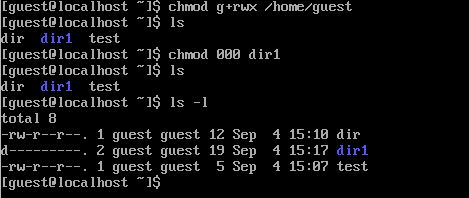 [guest@localhost ~]$ chmod g+rwx /home/guest
[guest@localhost ~]$ ls
dir  dir1  test
[guest@localhost ~]$ chmod 000 dir1
[guest@localhost ~]$ ls
dir  dir1  test
[guest@localhost ~]$ ls -l
total 8
-rw-r--r--. 1 guest guest 12 Sep  4 15:10 dir
d---------. 2 guest guest 19 Sep  4 15:17 dir1
-rw-r--r--. 1 guest guest  5 Sep  4 15:07 test
[guest@localhost ~]$